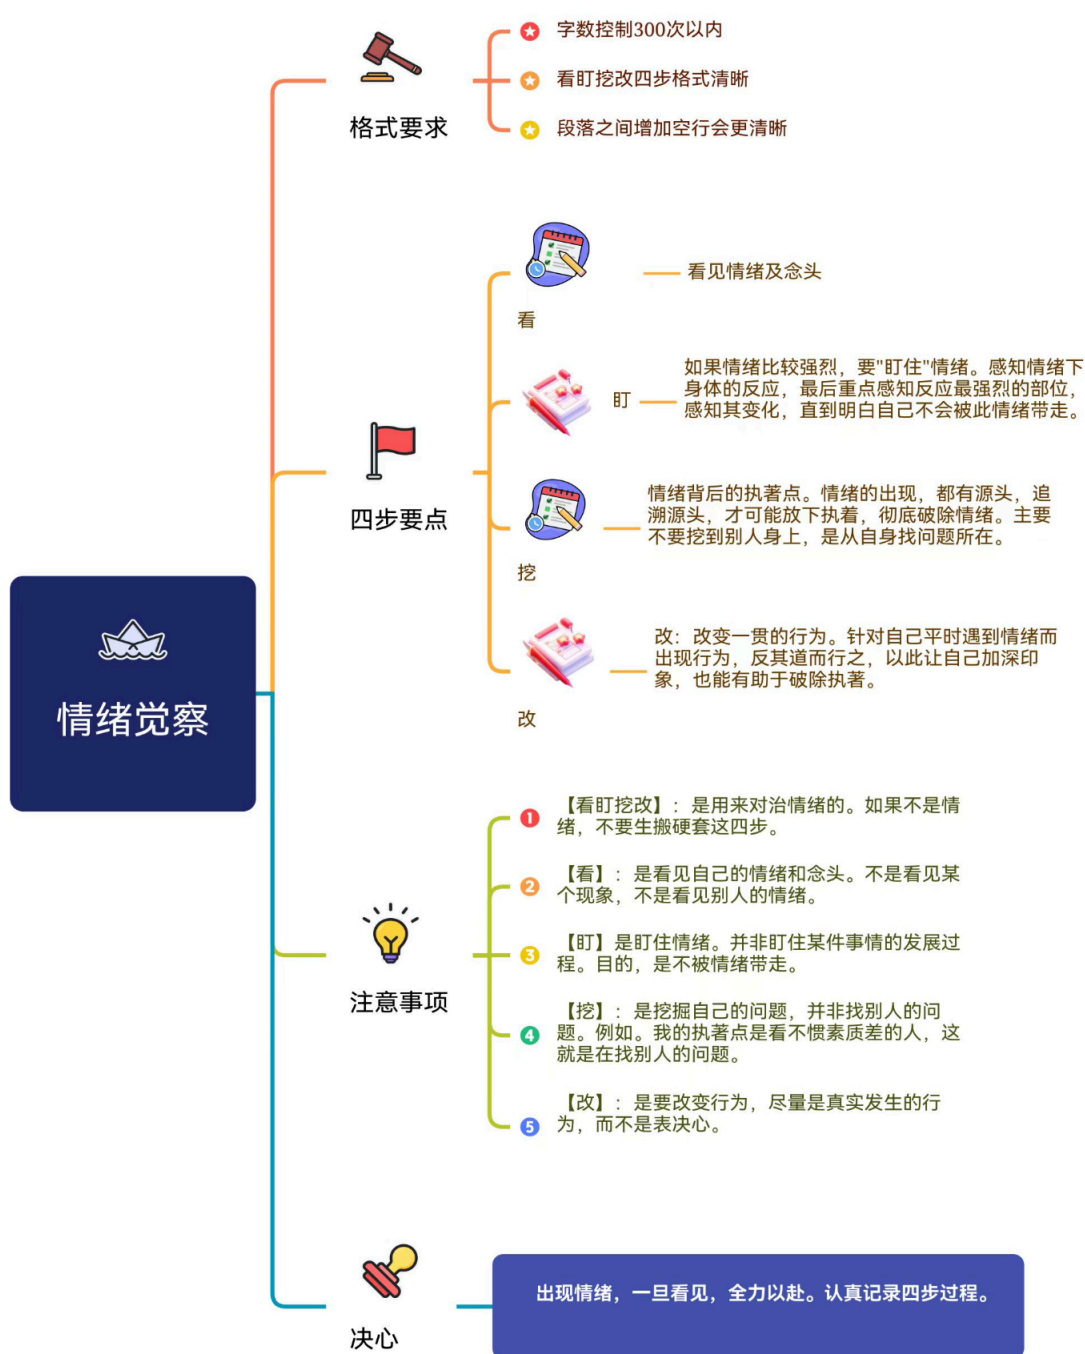 情绪觉察
格式要求
字数控制300次以内
看盯挖改四步格式清晰
段落之间增加空行会更清晰
四步要点
看
看见情绪及念头
盯
如果情绪比较强烈，要"盯住"情绪。感知情绪下
身体的反应，最后重点感知反应最强烈的部位，
感知其变化，直到明白自己不会被此情绪带走。
挖
情绪背后的执著点。情绪的出现，都有源头，追
溯源头，才可能放下执着，彻底破除情绪。主要
不要挖到别人身上，是从自身找问题所在。
改
改：改变一贯的行为。针对自己平时遇到情绪而
出现行为，反其道而行之，以此让自己加深印
象，也能有助于破除执著。
注意事项
1
【看盯挖改】：是用来对治情绪的。如果不是情
绪，不要生搬硬套这四步。
2
【看】：是看见自己的情绪和念头。不是看见某
个现象，不是看见别人的情绪。
3
【盯】是盯住情绪。并非盯住某件事情的发展过
程。目的，是不被情绪带走。
4
【挖】：是挖掘自己的问题，并非找别人的问
题。例如。我的执著点是看不惯素质差的人，这
就是在找别人的问题。
5
【改】：是要改变行为，尽量是真实发生的行
为，而不是表决心。
决心
出现情绪，一旦看见，全力以赴。认真记录四步过程。